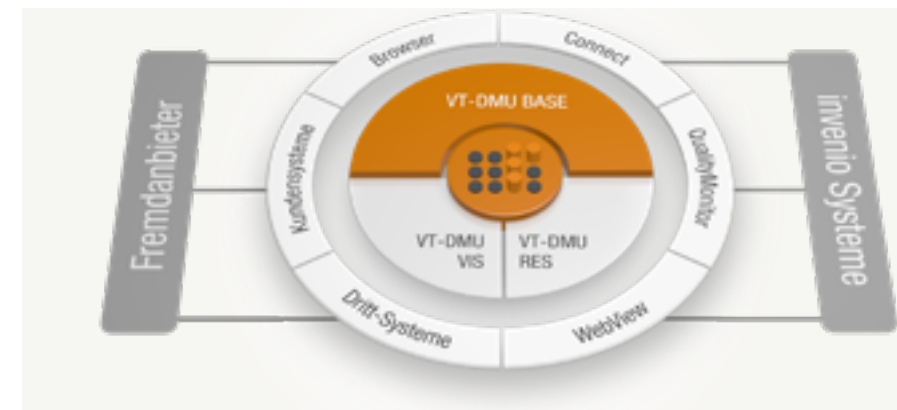 Browser
Connect
Fremdanbieter
Kundensysteme
VT-DMU BASE
QualityMonitor
invenio Systeme
VT-DMU
VIS
VT-DMU
RES
Dritt-Systeme
WebView